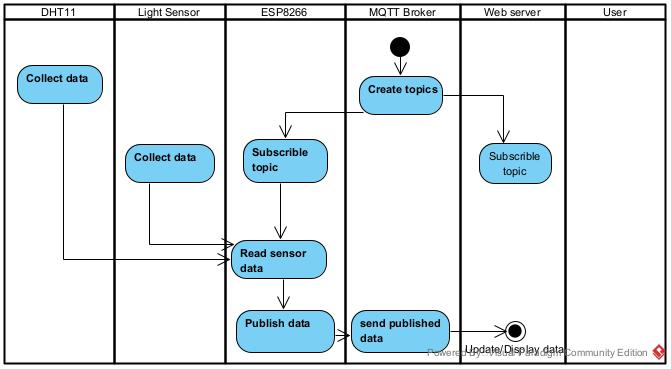 DHT11
Light Sensor
ESP8266
MQTT Broker
Web server
User
Collect data
Create topics
Collect data
Subscrible
topic
Subscrible
topic
Read sensor
data
Publish data
send published
data
Update/Display data
Powered By: Visual Paradigm Community Edition